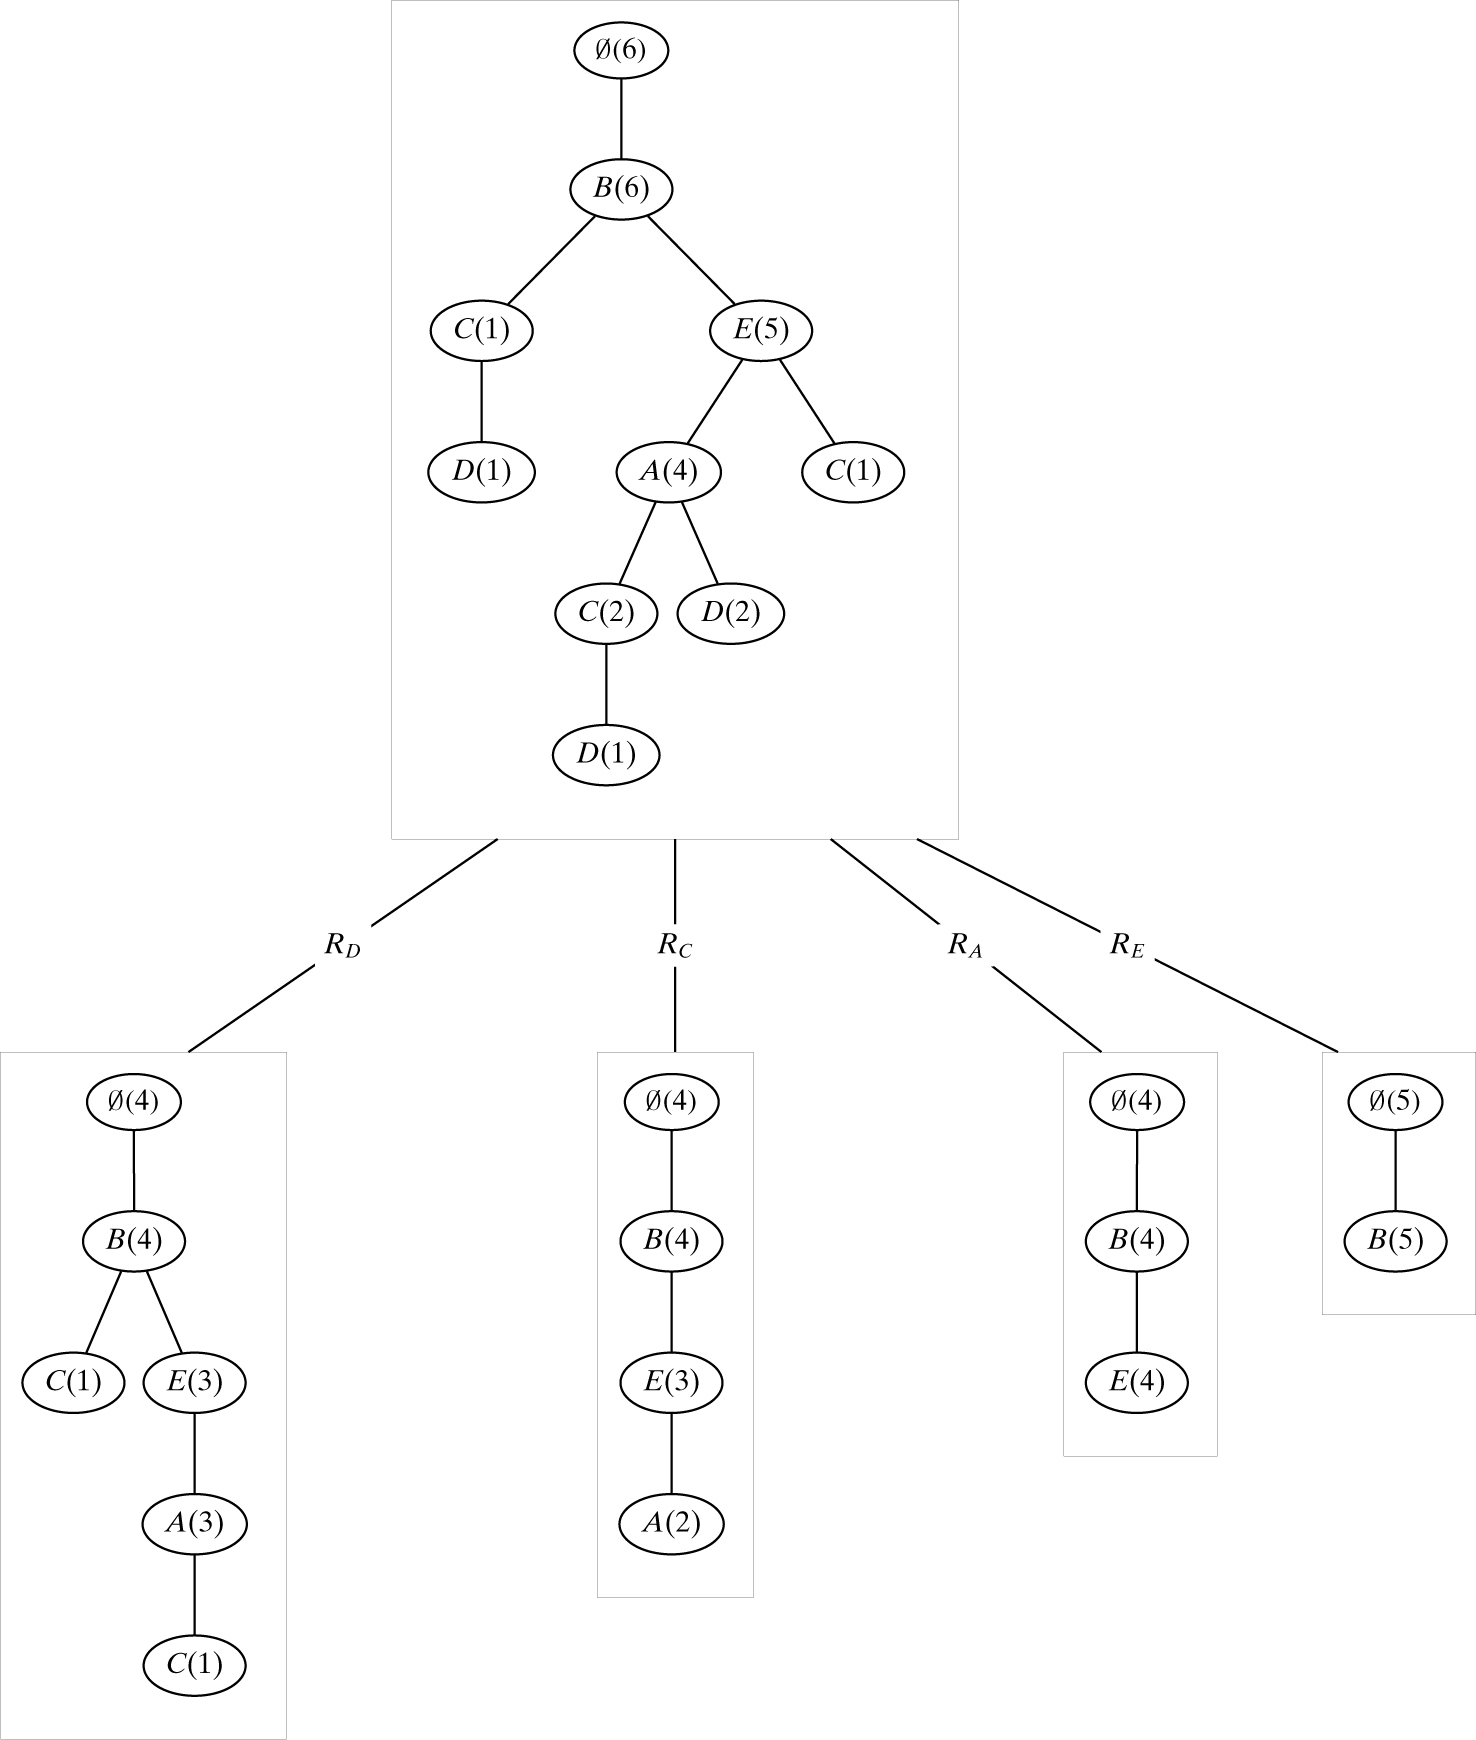 ∅(6)
B(6)
C(1) E(5)
D(1) A(4) C(1)
C(2) D(2)
D(1)
R_D R_C R_A R_E
∅(4) ∅(4) ∅(4) ∅(5)
B(4) B(4) B(4) B(5)
C(1) E(3) E(3) E(4)
A(3) A(2)
C(1)